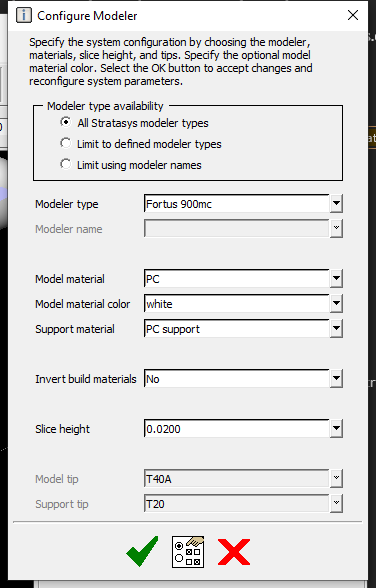 Configure Modeler
Specify the system configuration by choosing the modeler,
materials, slice height, and tips. Specify the optional model
material color. Select the OK button to accept changes and
reconfigure system parameters.
Modeler type availability
All Stratasys modeler types
Limit to defined modeler types
Limit using modeler names
Modeler type Fortus 900mc
Modeler name
Model material PC
Model material color white
Support material PC support
Invert build materials No
Slice height 0.0200
Model tip T40A
Support tip T20